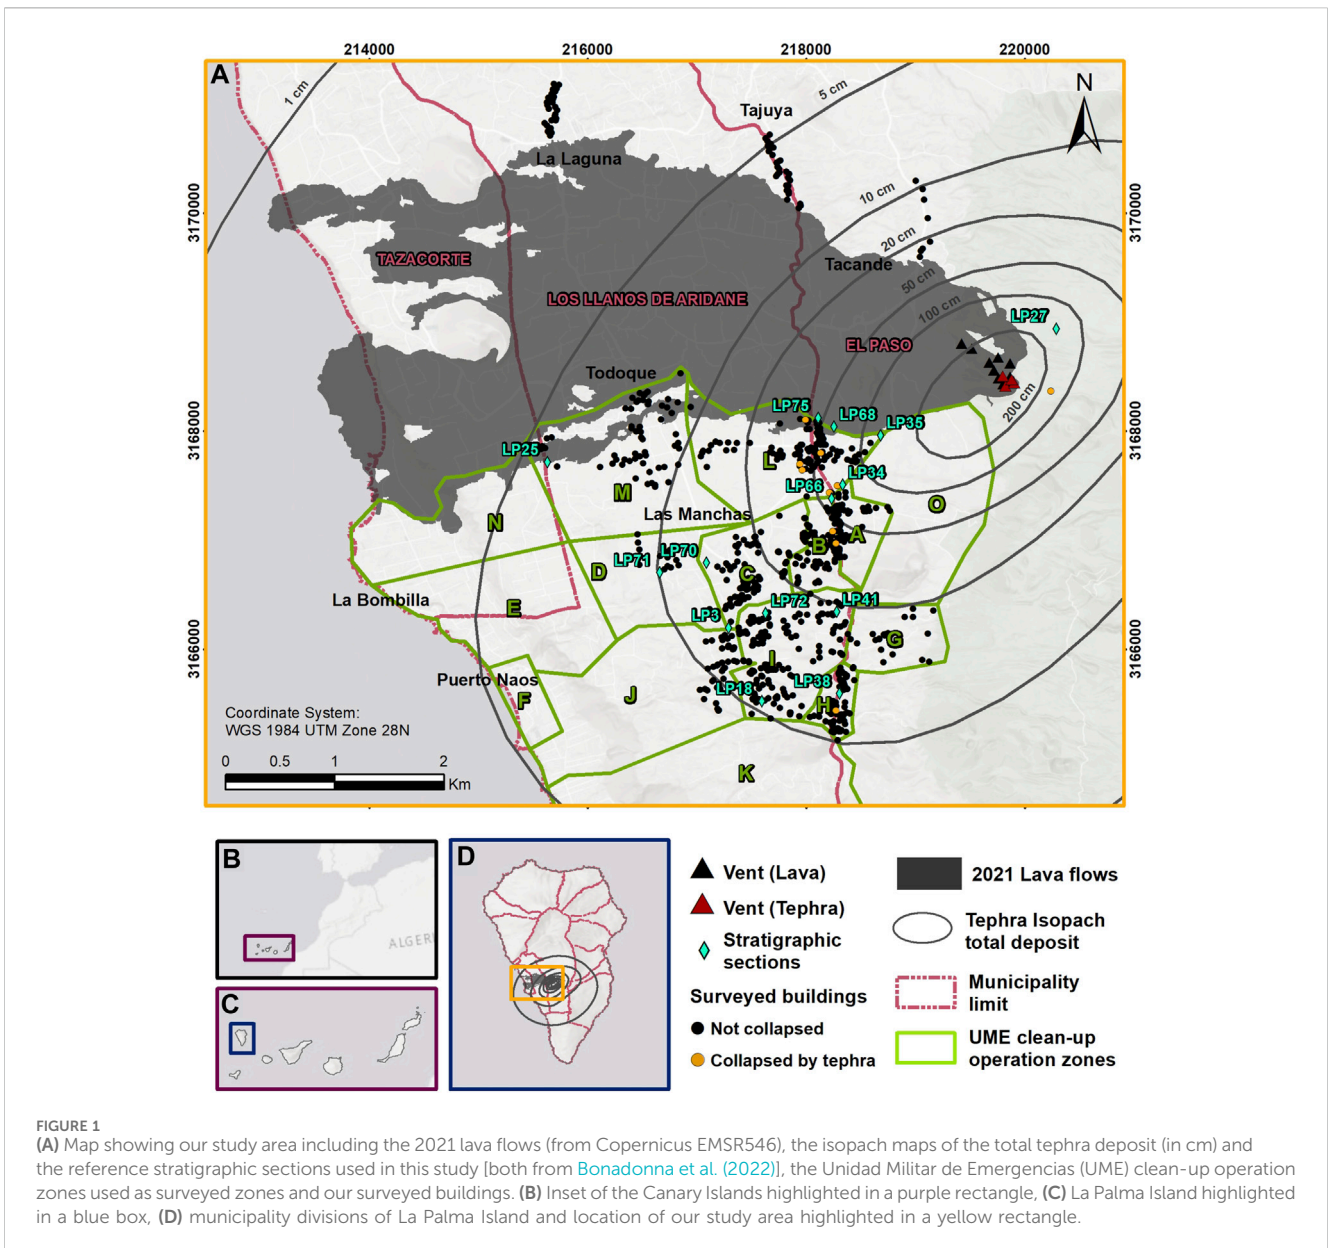 214000
216000
218000
220000
A
1 cm
5 cm
N
Tajuya
La Laguna
10 cm
3170000
3170000
20 cm
TAZACORTE
Tacande
50 cm
LOS LLANOS DE ARIDANE
100 cm
LP27
EL PASO
Todoque
200 cm
LP75
LP68
LP35
3168000
3168000
LP25
L
LP34
M
LP66
O
Las Manchas
N
A
B
LP71
LP70
D
C
La Bombilla
E
LP72
LP41
LP3
3166000
3166000
G
I
Puerto Naos
LP18
LP38
F
J
H
Coordinate System:
WGS 1984 UTM Zone 28N
0
0.5
1
2
Km
K
B
ALGERI
C
D
Vent (Lava)
Vent (Tephra)
Stratigraphic
sections
Surveyed buildings
Not collapsed
Collapsed by tephra
2021 Lava flows
Tephra Isopach
total deposit
Municipality
limit
UME clean-up
operation zones
FIGURE 1
(A) Map showing our study area including the 2021 lava flows (from Copernicus EMSR546), the isopach maps of the total tephra deposit (in cm) and
the reference stratigraphic sections used in this study [both from Bonadonna et al. (2022)], the Unidad Militar de Emergencias (UME) clean-up operation
zones used as surveyed zones and our surveyed buildings. (B) Inset of the Canary Islands highlighted in a purple rectangle, (C) La Palma Island highlighted
in a blue box, (D) municipality divisions of La Palma Island and location of our study area highlighted in a yellow rectangle.